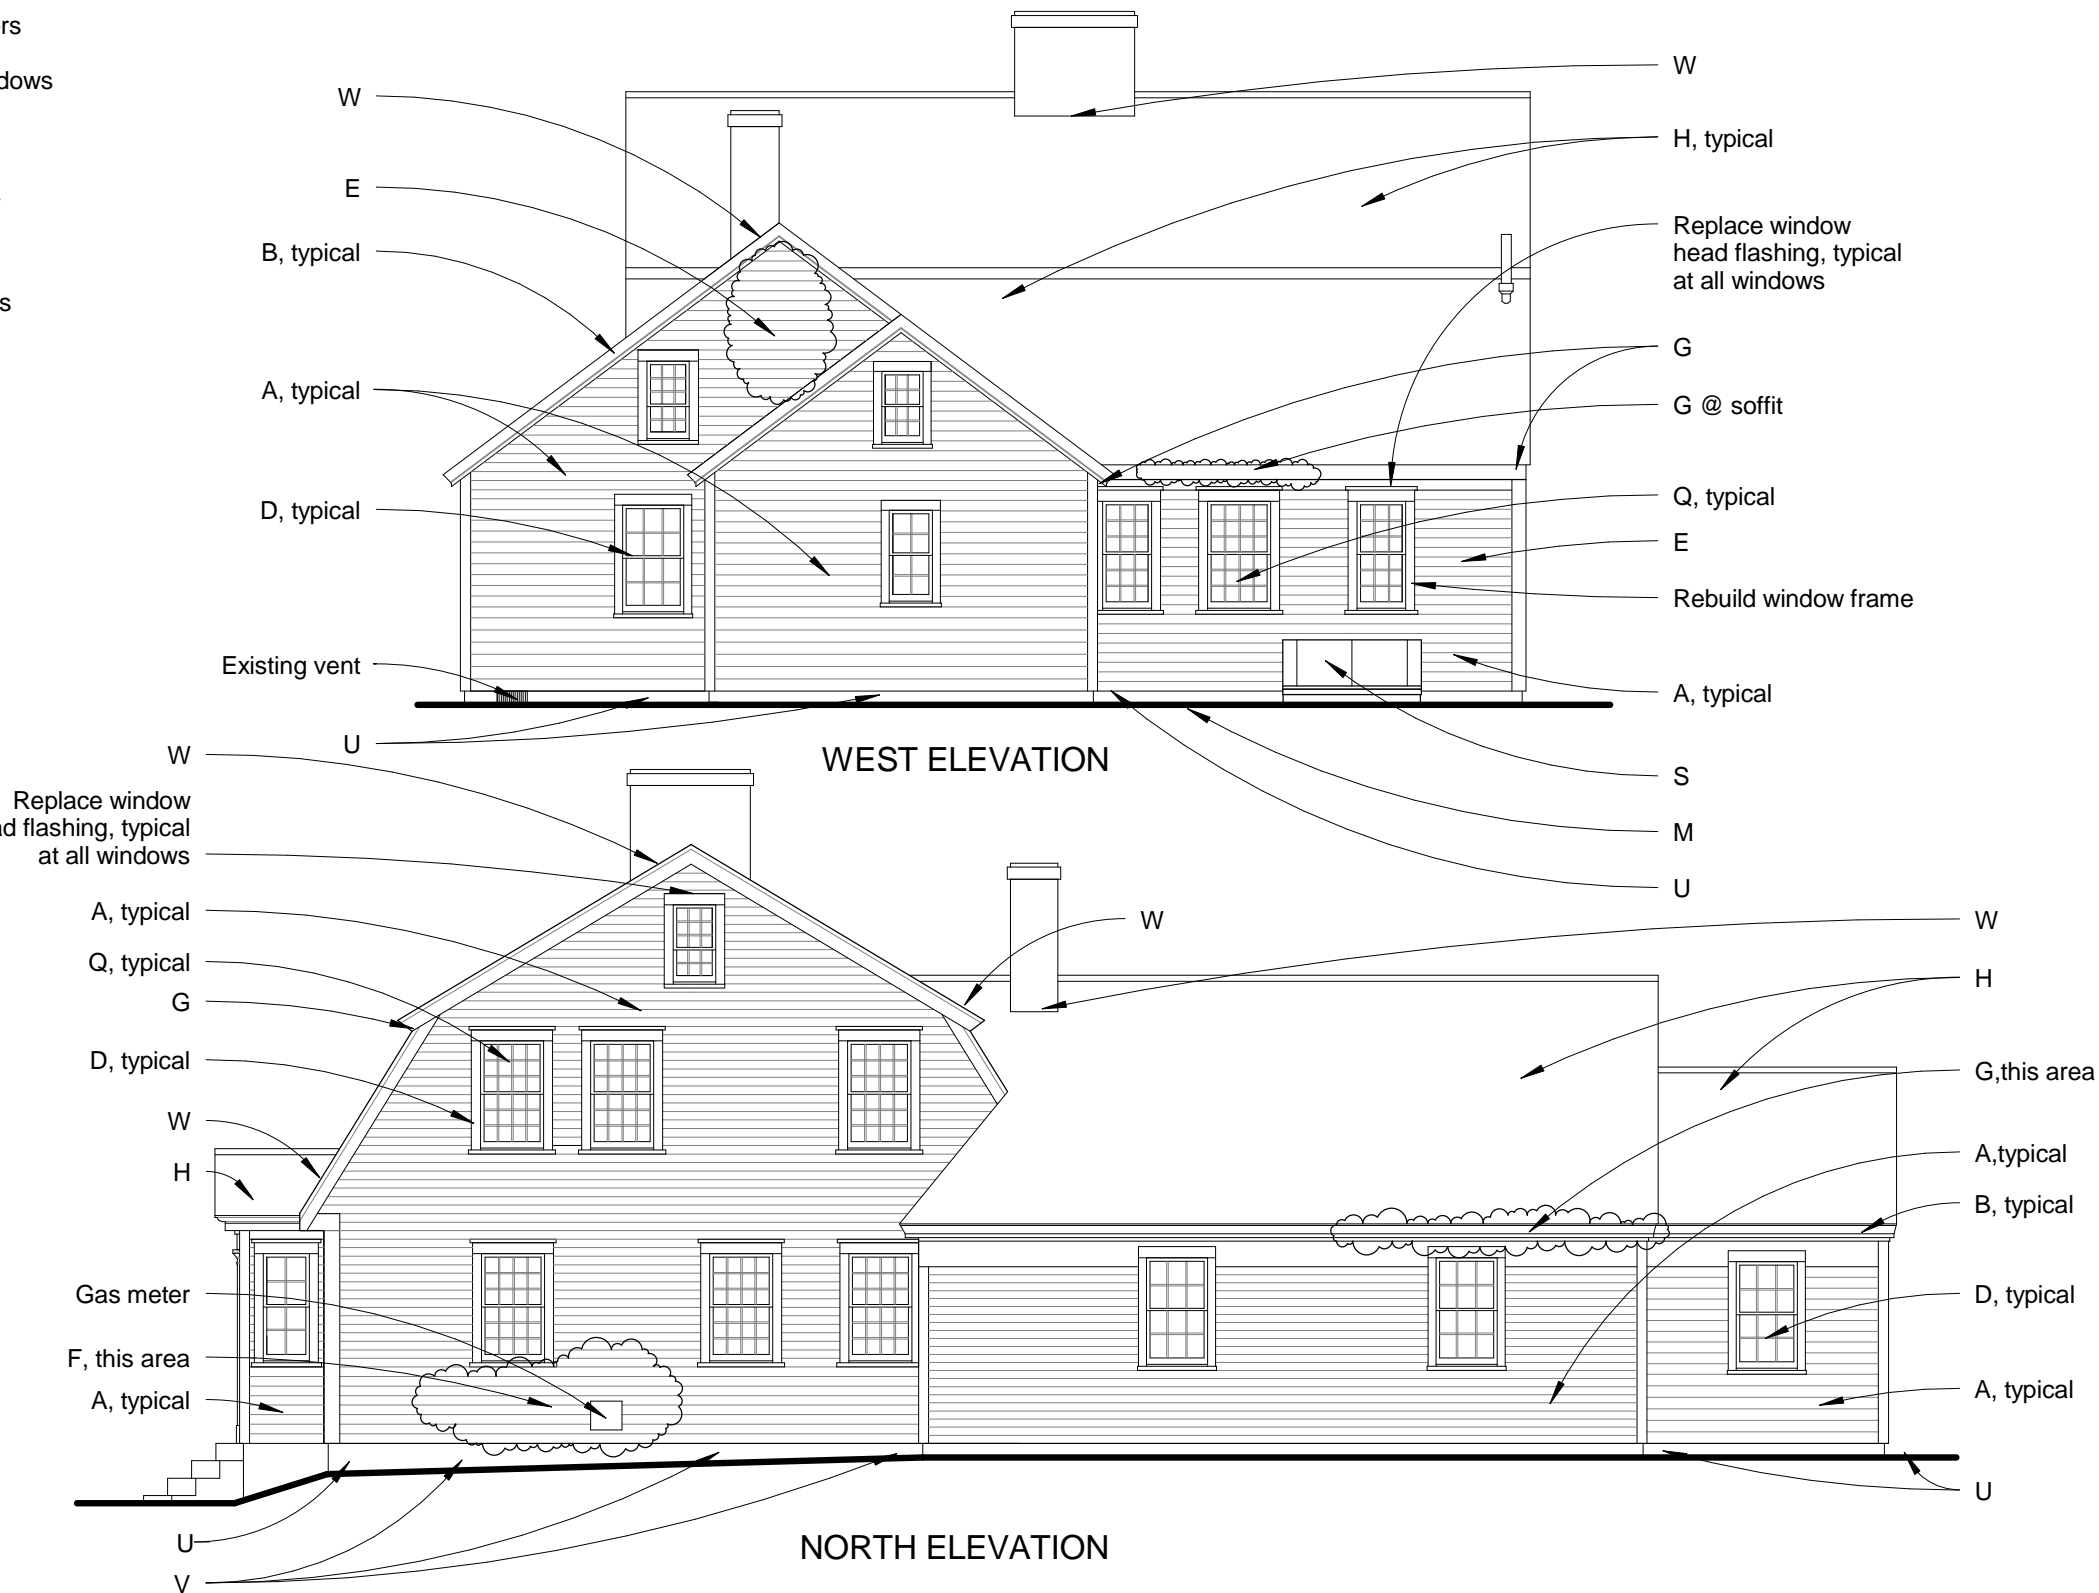 W
E
B, typical
A, typical
D, typical
Existing vent
U
W
H, typical
Replace window
head flashing, typical
at all windows
G
G @ soffit
Q, typical
E
Rebuild window frame
A, typical
S
M
U
WEST ELEVATION
W
Replace window
flashing, typical
at all windows
A, typical
Q, typical
G
D, typical
W
H
Gas meter
F, this area
A, typical
U
V
W
W
H
G,this area
A,typical
B, typical
D, typical
A, typical
U
NORTH ELEVATION